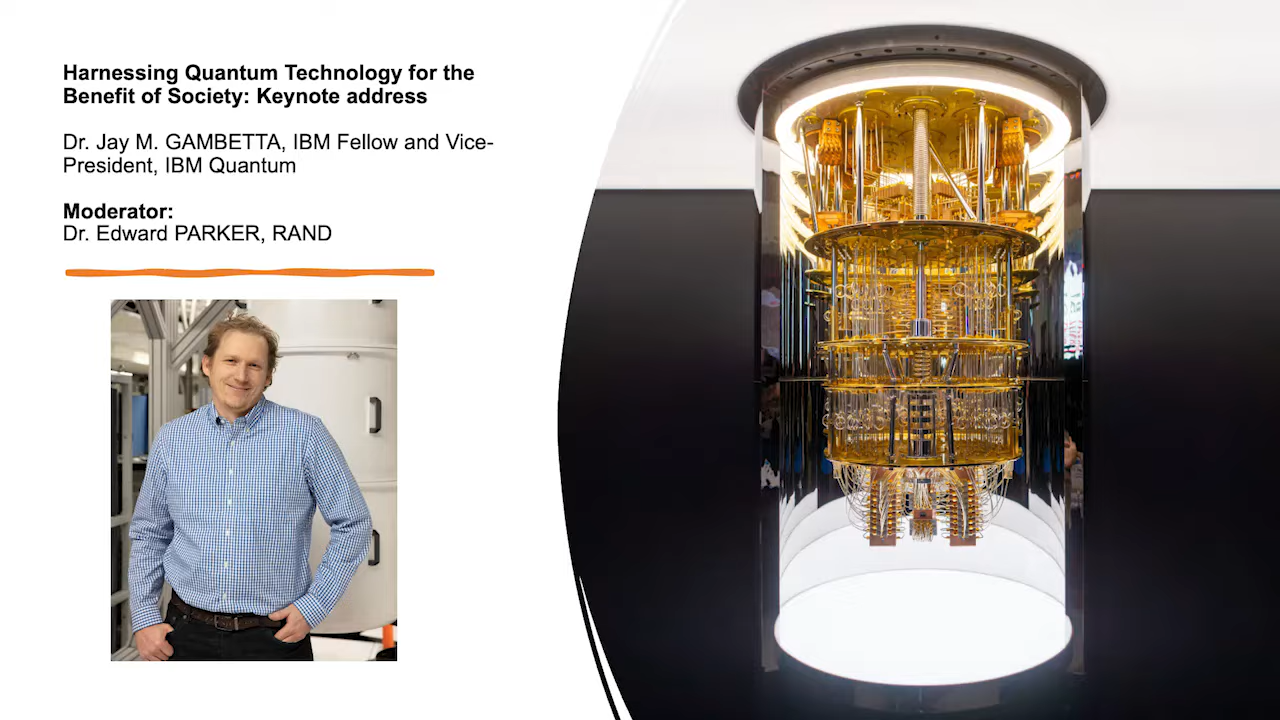 Harnessing Quantum Technology for the
Benefit of Society: Keynote address
Dr. Jay M. GAMBETTA, IBM Fellow and Vice-
President, IBM Quantum
Moderator:
Dr. Edward PARKER, RAND